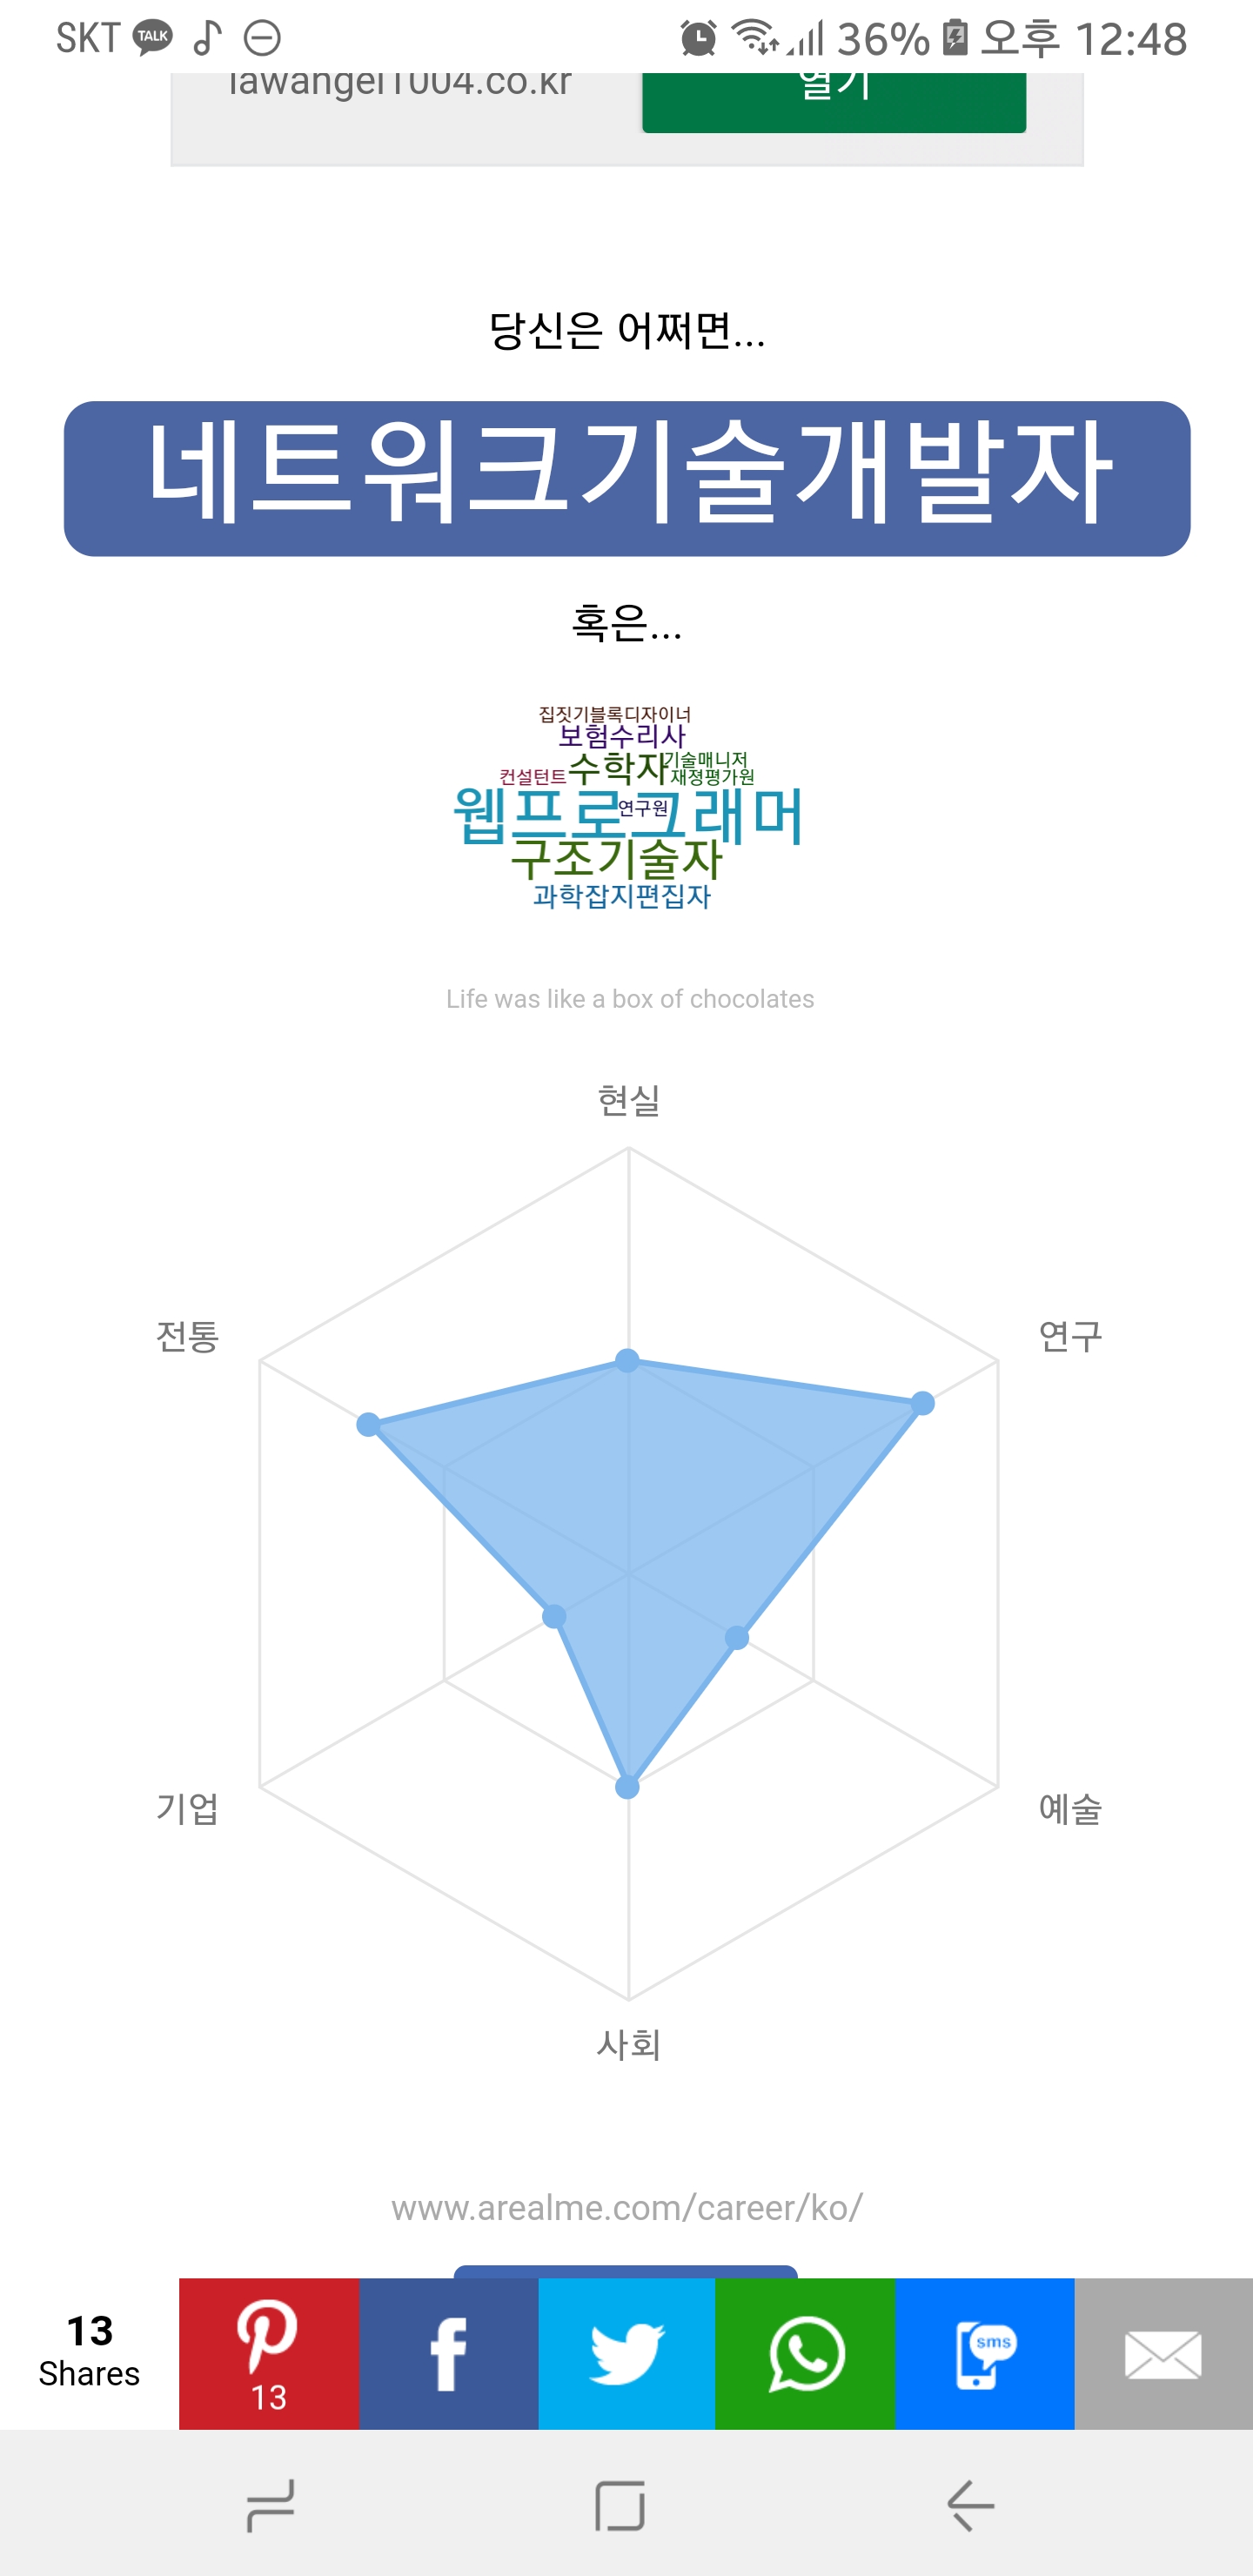 SKT TALK 36% 오후 12:48
lawangel1004.co.kr 열기
당신은 어쩌면...
네트워크기술개발자
혹은...
집짓기블록디자이너
보험수리사
수학자 기술매니저
컨설턴트 재정평가원
웹프로그래머
연구원
구조기술자
과학잡지편집자
Life was like a box of chocolates
현실
전통 연구
기업 예술
사회
www.arealme.com/career/ko/
13
Shares
13
sms